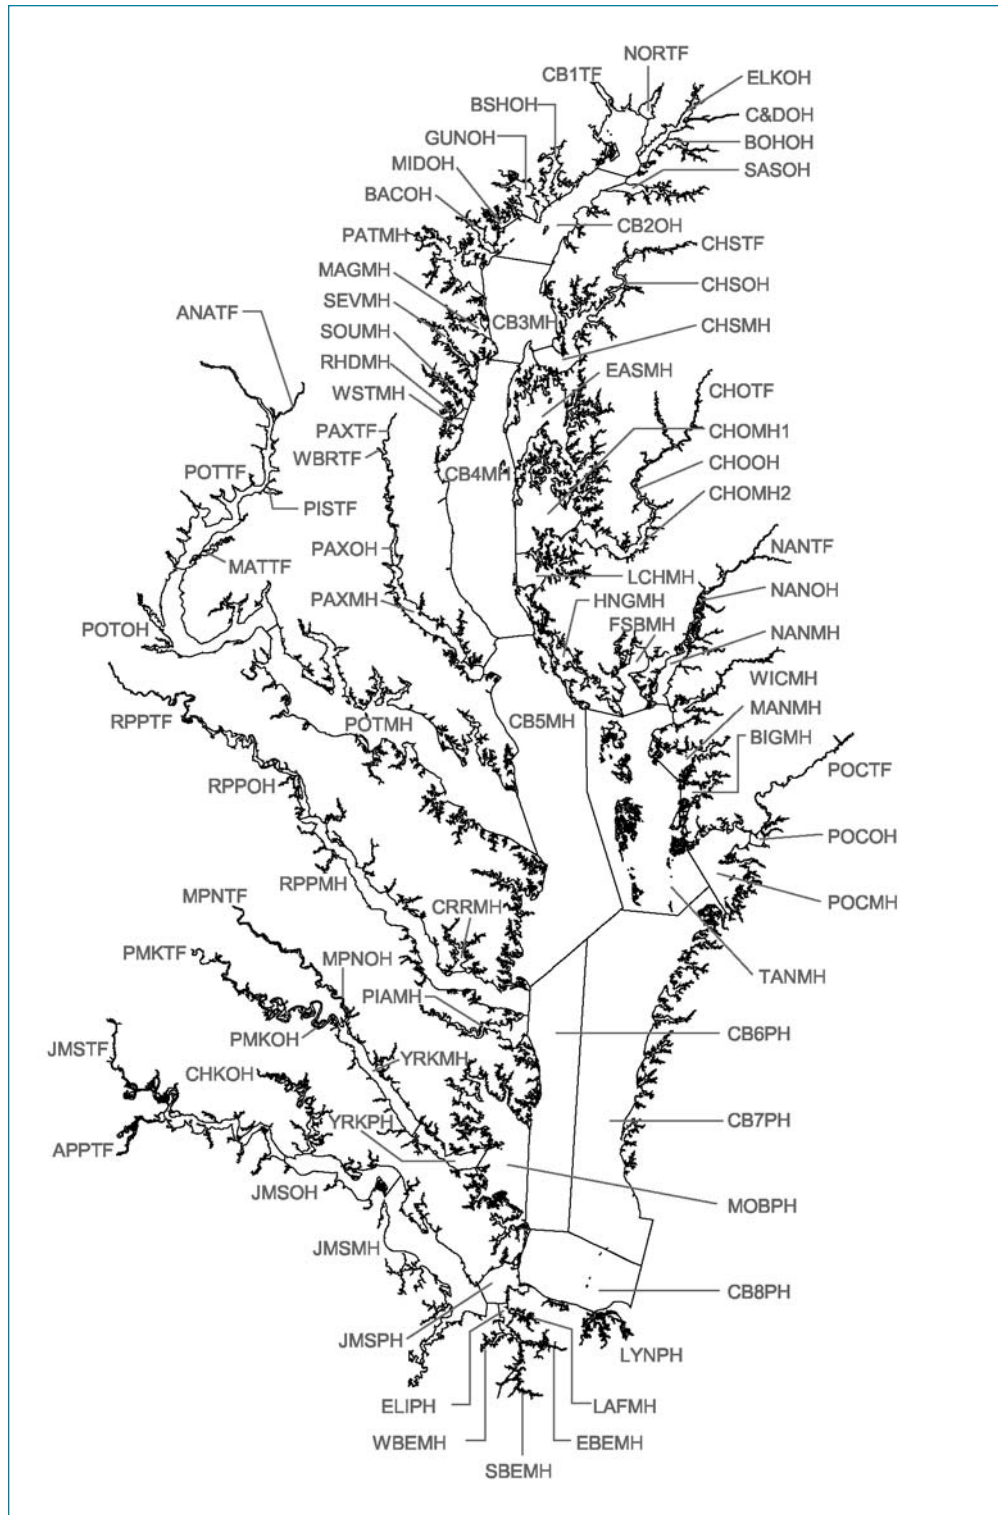 NORTF
CB1TF
ELKOH
BSHOH
C&DOH
GUNOH
BOHOH
MIDOH
SASOH
BACOH
CB2OH
PATMH
CHSTF
MAGMH
CHSOH
SEVMH
ANATF
CB3MH
SOUMH
CHSMH
RHDMH
EASMH
WSTMH
CHOTF
PAXTF
CHOMH1
WBRTF
CB4MH
CHOOH
POTTF
CHOMH2
PISTF
NANTF
PAXOH
MATTF
LCHMH
NANOH
PAXMH
HNGMH
FSBMH
POTOH
NANMH
WICMH
RPPTF
POTMH
CB5MH
MANMH
BIGMH
POCTF
RPPOH
POCOH
RPPMH
MPNTF
CRRMH
POCMH
PMKTF
MPNOH
TANMH
PIAMH
PMKOH
CB6PH
JMSTF
YRKMH
CHKOH
YRKPH
CB7PH
APPTF
JMSOH
MOBPH
JMSMH
CB8PH
JMSPH
LYNPH
ELIPH
LAFMH
WBEMH
EBEMH
SBEMH